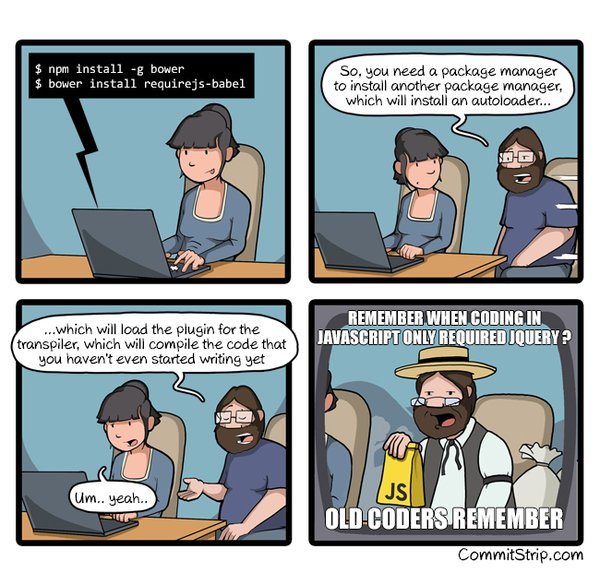 $ npm install -g bower
$ bower install requirejs-babel
So, you need a package manager
to install another package manager,
which will install an autoloader...
...which will load the plugin for the
transpiler, which will compile the code that
you haven't even started writing yet
Um.. yeah..
REMEMBER WHEN CODING IN
JAVASCRIPT ONLY REQUIRED JQUERY?
JS
OLD CODERS REMEMBER
CommitStrip.com